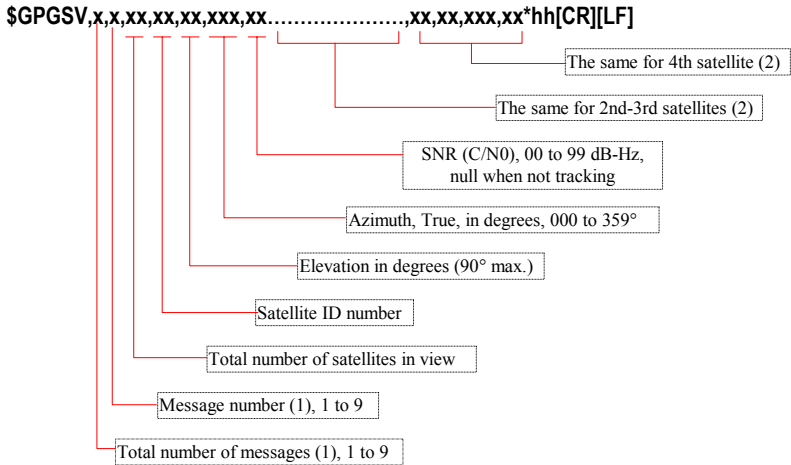 $GPGSV,x,x,xx,xx,xx,xxx,xx......................,xx,xx,xxx,xx*hh[CR][LF]
The same for 4th satellite (2)
The same for 2nd-3rd satellites (2)
SNR (C/N0), 00 to 99 dB-Hz,
null when not tracking
Azimuth, True, in degrees, 000 to 359°
Elevation in degrees (90° max.)
Satellite ID number
Total number of satellites in view
Message number (1), 1 to 9
Total number of messages (1), 1 to 9